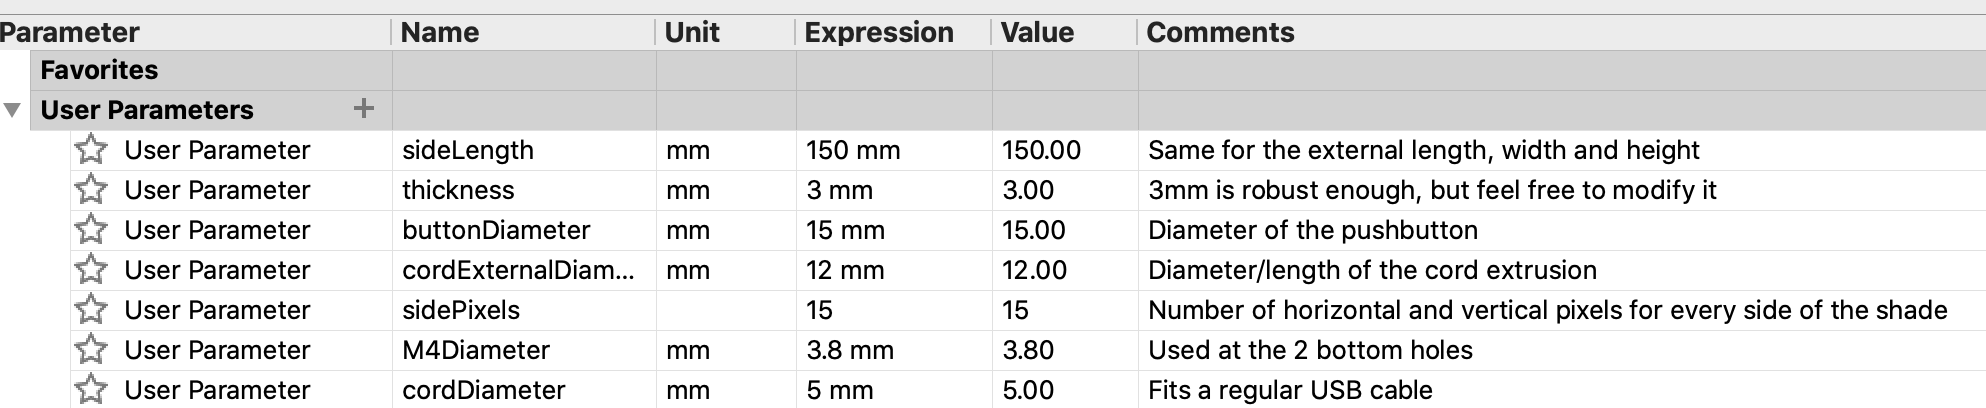 Parameter Name Unit Expression Value Comments
Favorites
User Parameters +
User Parameter sideLength mm 150 mm 150.00 Same for the external length, width and height
User Parameter thickness mm 3 mm 3.00 3mm is robust enough, but feel free to modify it
User Parameter buttonDiameter mm 15 mm 15.00 Diameter of the pushbutton
User Parameter cordExternalDiam... mm 12 mm 12.00 Diameter/length of the cord extrusion
User Parameter sidePixels 15 15 Number of horizontal and vertical pixels for every side of the shade
User Parameter M4Diameter mm 3.8 mm 3.80 Used at the 2 bottom holes
User Parameter cordDiameter mm 5 mm 5.00 Fits a regular USB cable